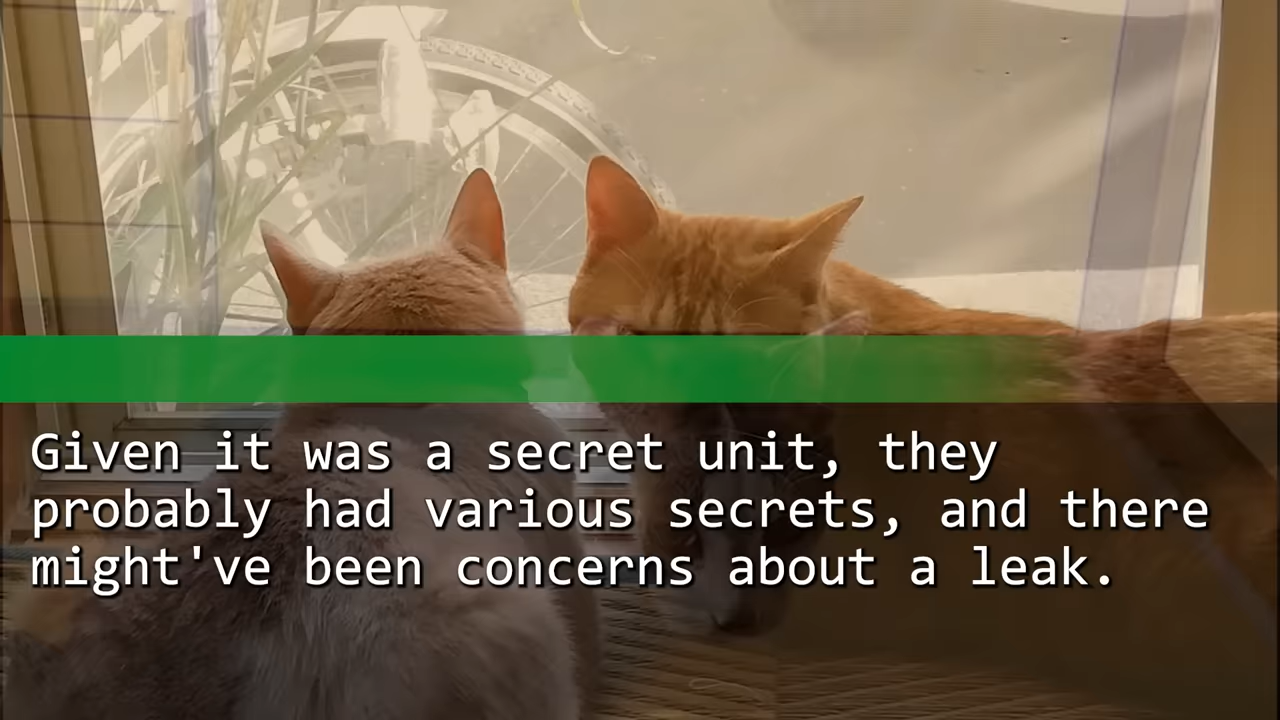 Given it was a secret unit, they
probably had various secrets, and there
might've been concerns about a leak.